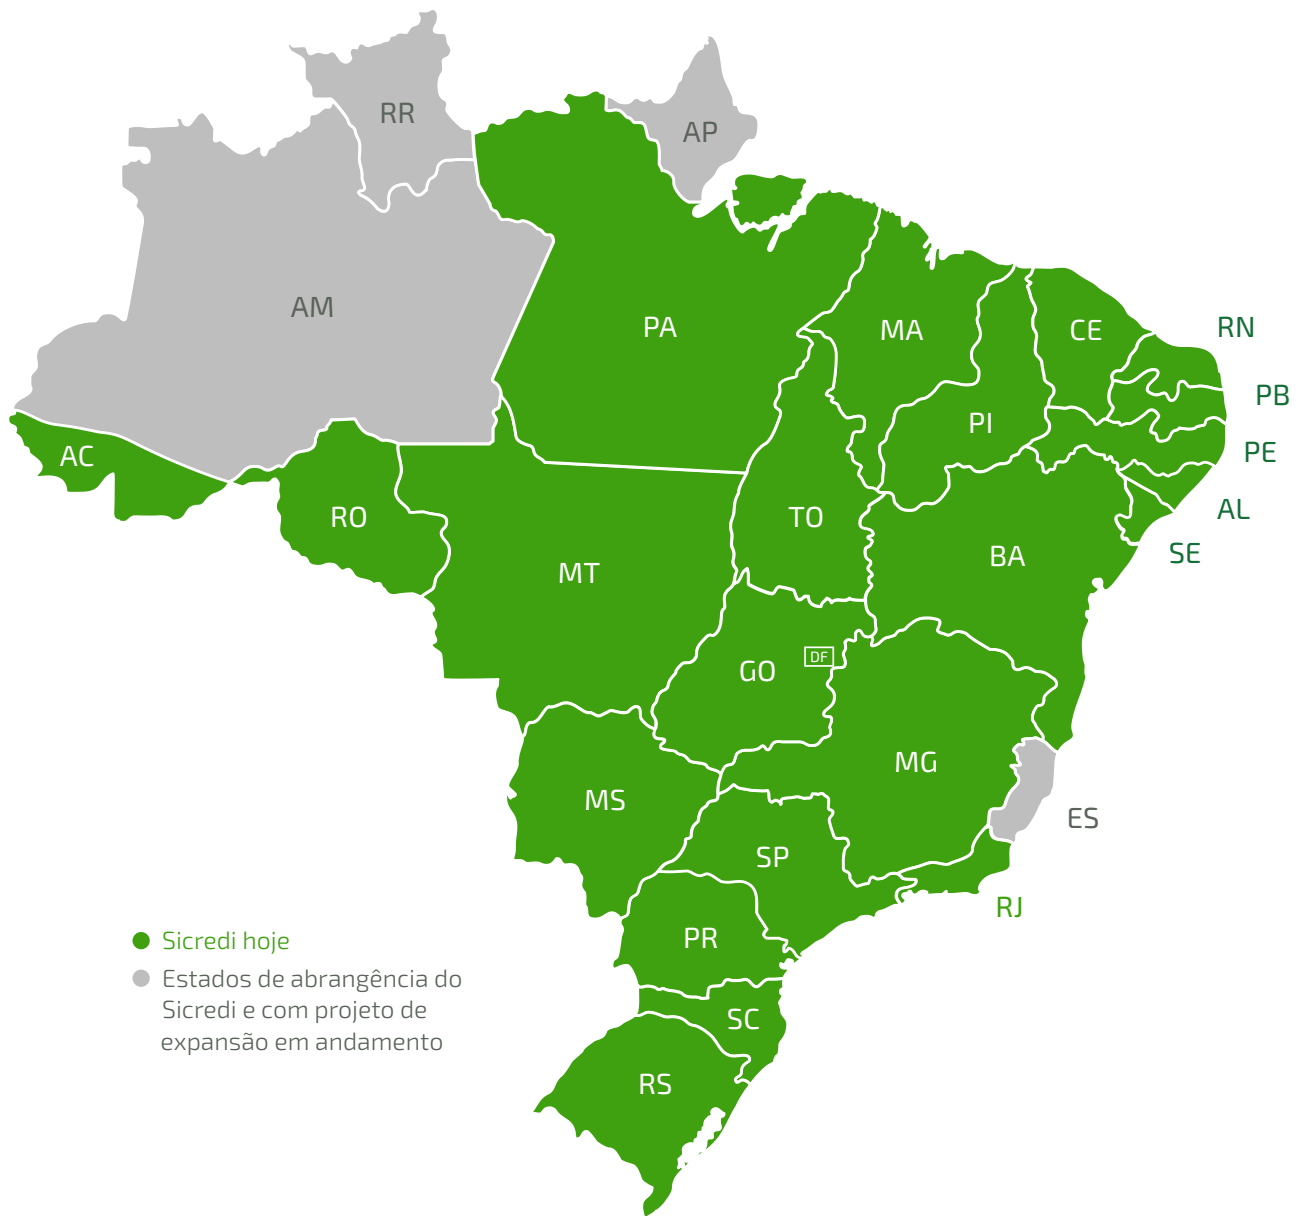 RR
AP
AM
PA
MA
CE
RN
PB
PI
PE
AC
AL
RO
TO
SE
BA
MT
DF
GO
MG
MS
ES
SP
RJ
PR
Sicredi hoje
Estados de abrangência do
Sicredi e com projeto de
expansão em andamento
SC
RS